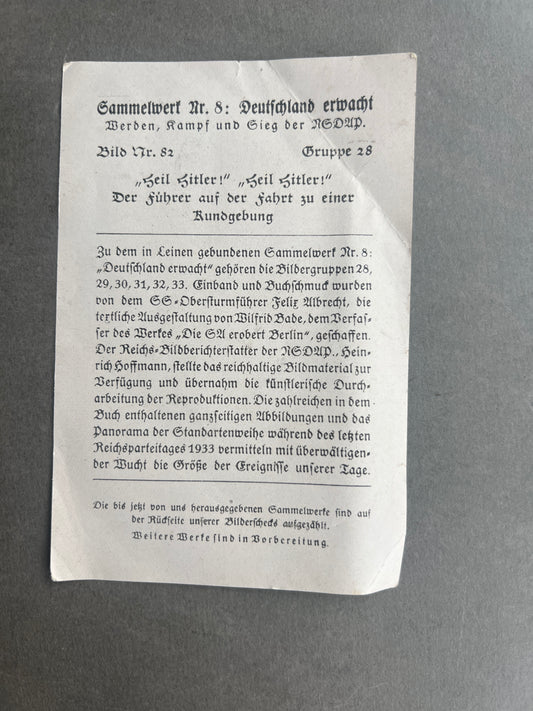 Sammelwerk Nr. 8: Deutschland erwacht
Werden, Kampf und Sieg der NSDAP.
Bild Nr. 82 Gruppe 28
„Heil Hitler!“ „Heil Hitler!“
Der Führer auf der Fahrt zu einer
Kundgebung
Zu dem in Leinen gebundenen Sammelwerk Nr. 8:
„Deutschland erwacht“ gehören die Bildergruppen 28,
29, 30, 31, 32, 33. Einband und Buchschmuck wurden
von dem SS-Obersturmführer Felix Albrecht, die
textliche Ausgestaltung von Wilfrid Bade, dem Verfas-
ser des Werkes „Die SA erobert Berlin“, geschaffen.
Der Reichs-Bildberichterstatter der NSDAP., Hein-
rich Hoffmann, stellte das reichhaltige Bildmaterial zur
Verfügung und übernahm die künstlerische Durch-
arbeitung der Reproduktionen. Die zahlreichen in dem
Buch enthaltenen ganzseitigen Abbildungen und das
Panorama der Standartenweihe während des letzten
Reichsparteitages 1933 vermitteln mit überwältigen-
der Wucht die Größe der Ereignisse unserer Tage.
Die bis jetzt von uns herausgegebenen Sammelwerke sind auf
der Rückseite unserer Bilderschecks aufgezählt.
Weitere Werke sind in Vorbereitung.